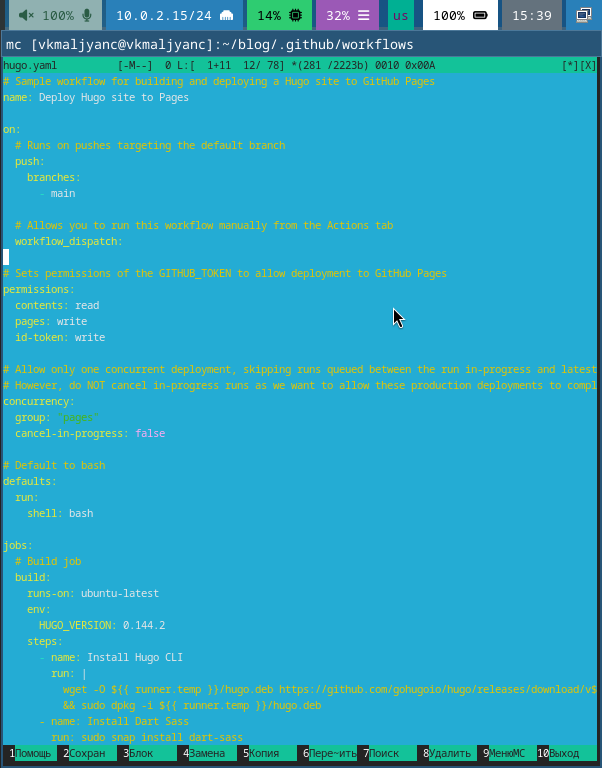 100% 10.0.2.15/24 14% 32% us 100% 15:39
mc [vkmaljyanc@vkmaljyanc]:~/blog/.github/workflows
hugo.yaml [-M--] 0 L:[ 1+11 12/ 78] *(281 /2223b) 0010 0x00A [*][X]
# Sample workflow for building and deploying a Hugo site to GitHub Pages
name: Deploy Hugo site to Pages
on:
# Runs on pushes targeting the default branch
push:
branches:
- main
# Allows you to run this workflow manually from the Actions tab
workflow_dispatch:
# Sets permissions of the GITHUB_TOKEN to allow deployment to GitHub Pages
permissions:
contents: read
pages: write
id-token: write
# Allow only one concurrent deployment, skipping runs queued between the run in-progress and latest
# However, do NOT cancel in-progress runs as we want to allow these production deployments to compl
concurrency:
group: "pages"
cancel-in-progress: false
# Default to bash
defaults:
run:
shell: bash
jobs:
# Build job
build:
runs-on: ubuntu-latest
env:
HUGO_VERSION: 0.144.2
steps:
- name: Install Hugo CLI
run: |
wget -O ${{ runner.temp }}/hugo.deb https://github.com/gohugoio/hugo/releases/download/v$
&& sudo dpkg -i ${{ runner.temp }}/hugo.deb
- name: Install Dart Sass
run: sudo snap install dart-sass
1Помощь 2Сохран 3Блок 4Замена 5Копия 6Пере~ить 7Поиск 8Удалить 9МенюMC 10Выход